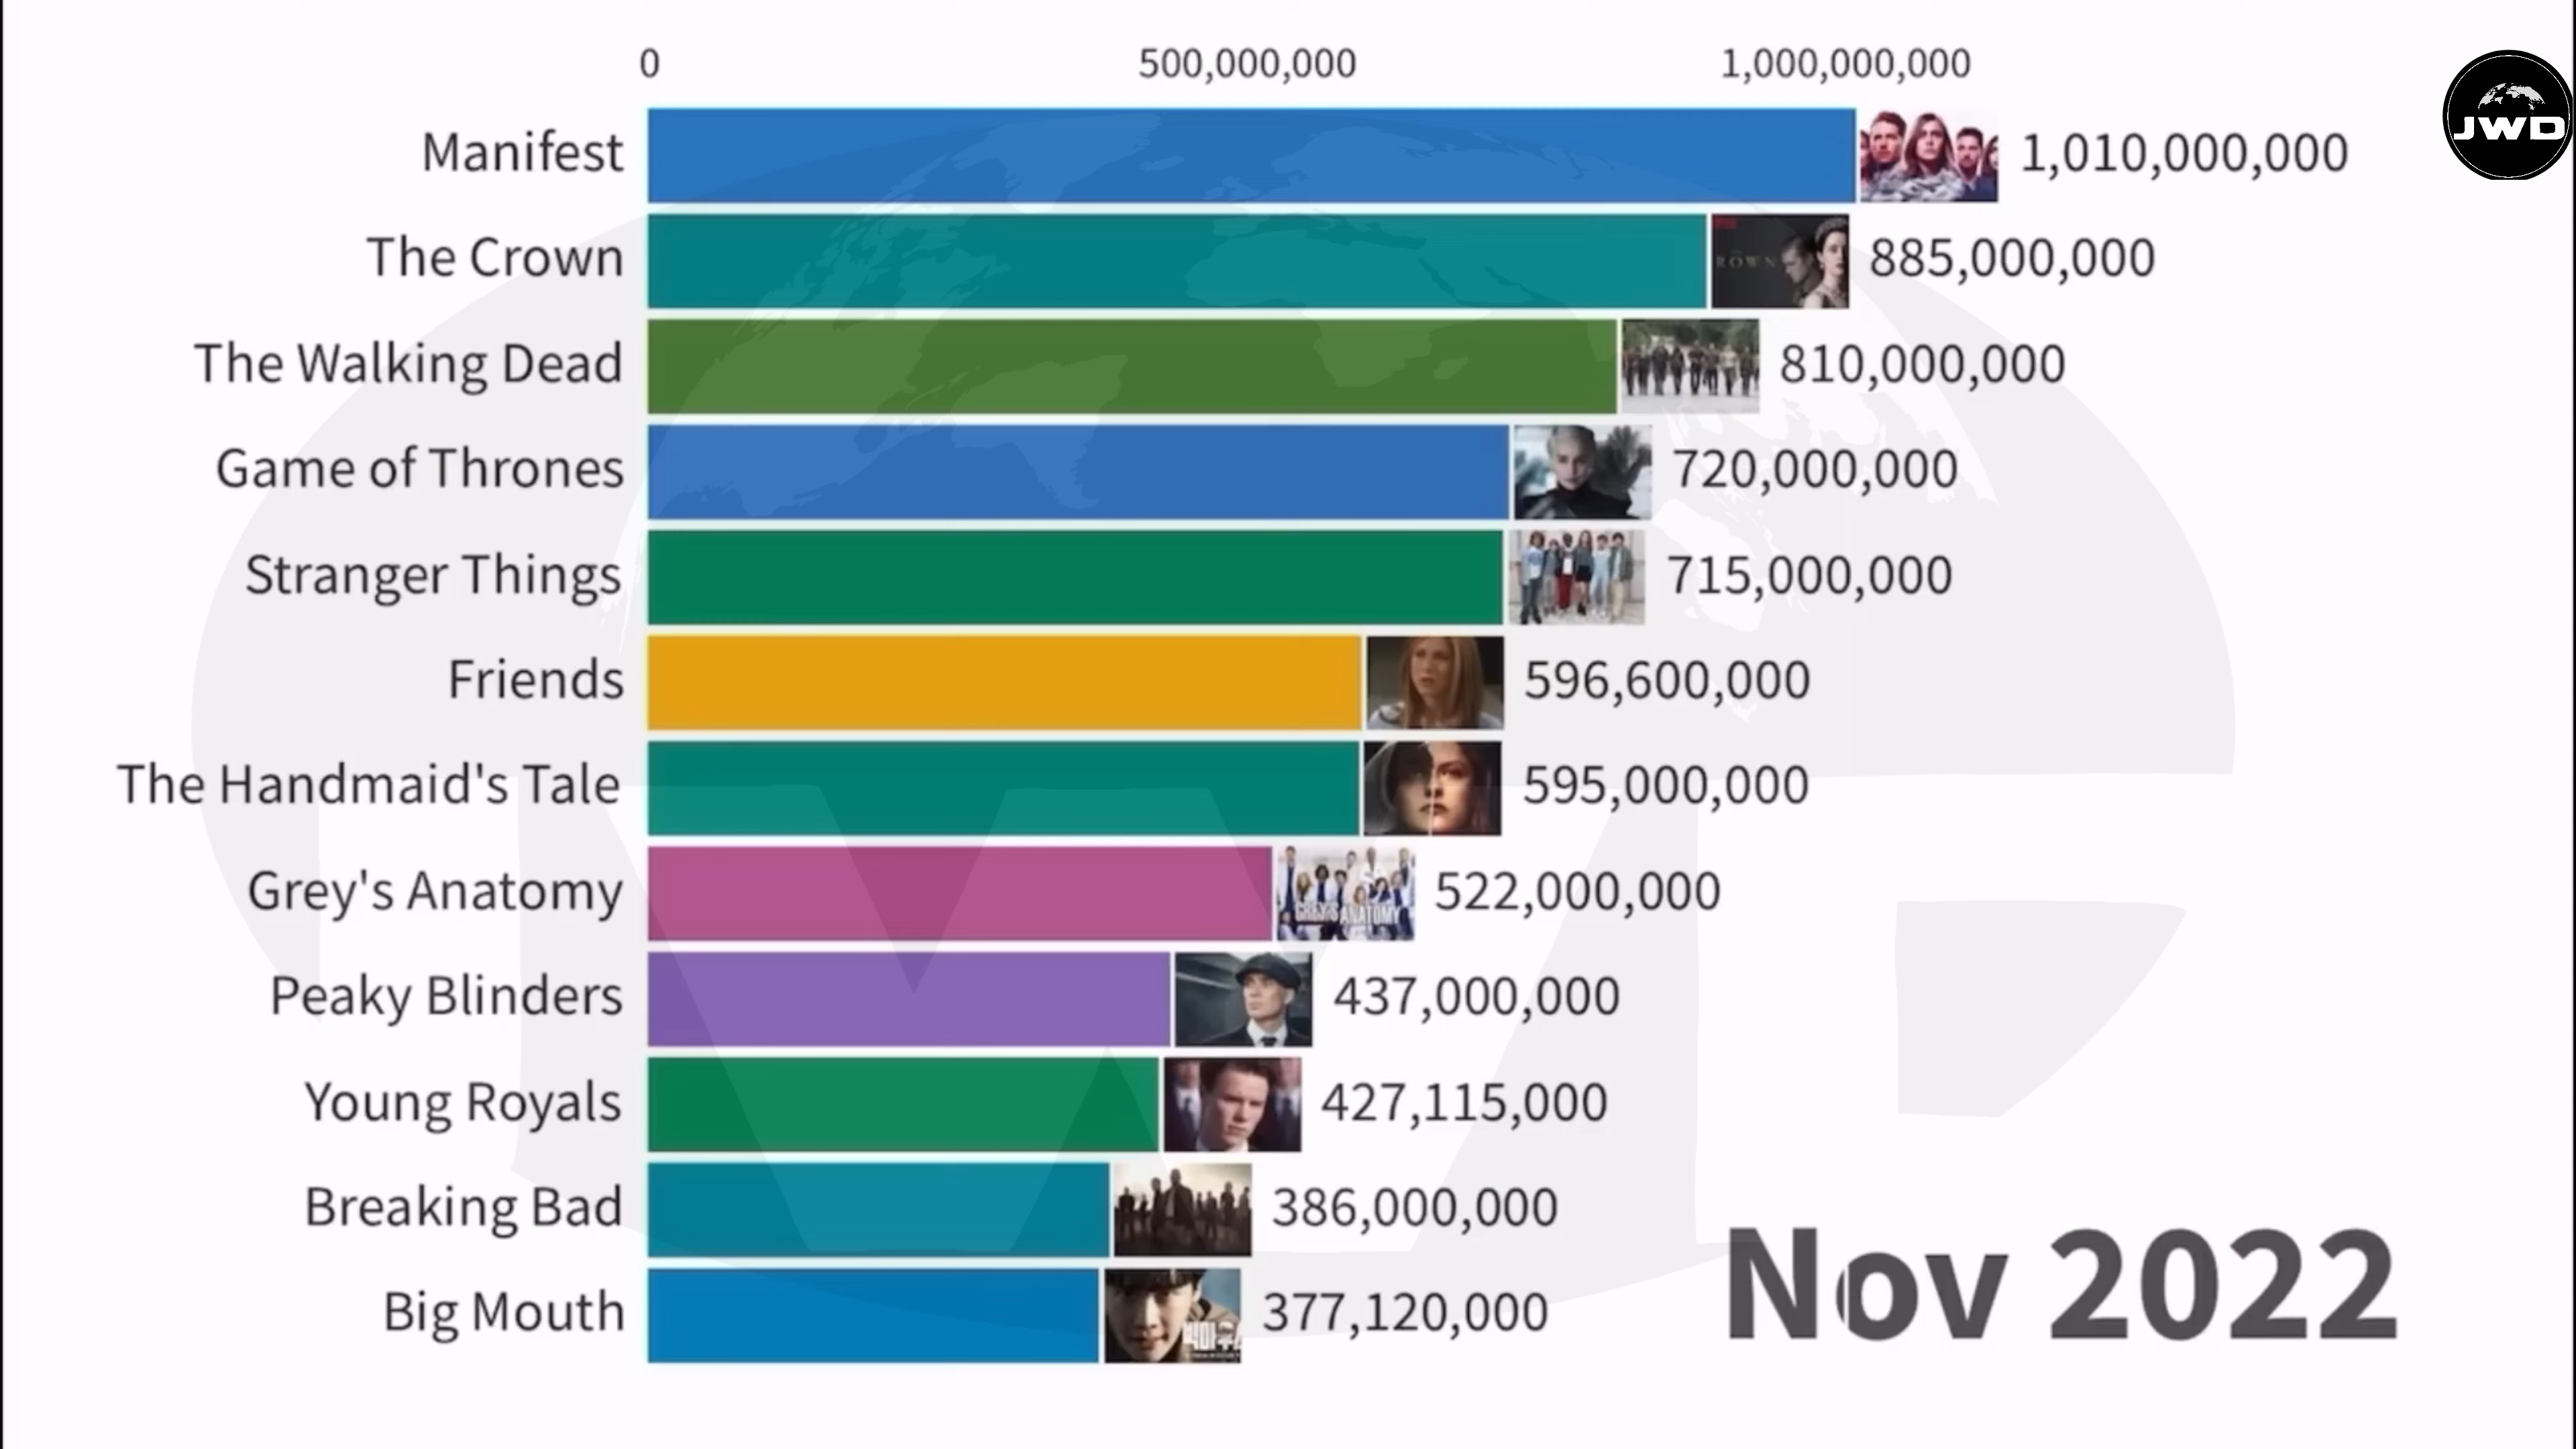 0 500,000,000 1,000,000,000
JWD
Manifest 1,010,000,000
The Crown 885,000,000
The Walking Dead 810,000,000
Game of Thrones 720,000,000
Stranger Things 715,000,000
Friends 596,600,000
The Handmaid's Tale 595,000,000
Grey's Anatomy 522,000,000
GREY'S ANATOMY
Peaky Blinders 437,000,000
Young Royals 427,115,000
Breaking Bad 386,000,000
Big Mouth 377,120,000
Nov 2022